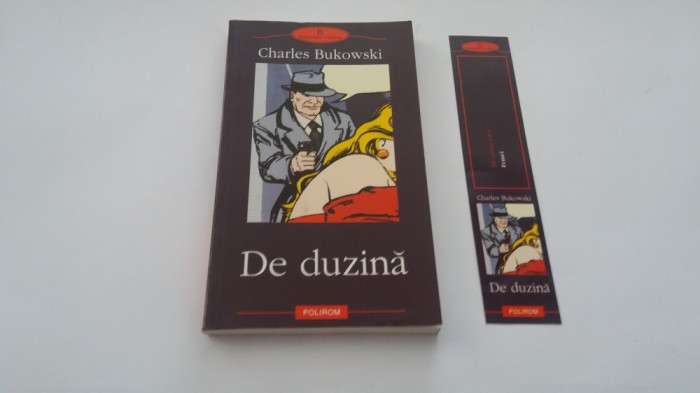 Charles Bukowski
De duzină
POLIROM
Charles Bukowski
De duzină
POLIROM